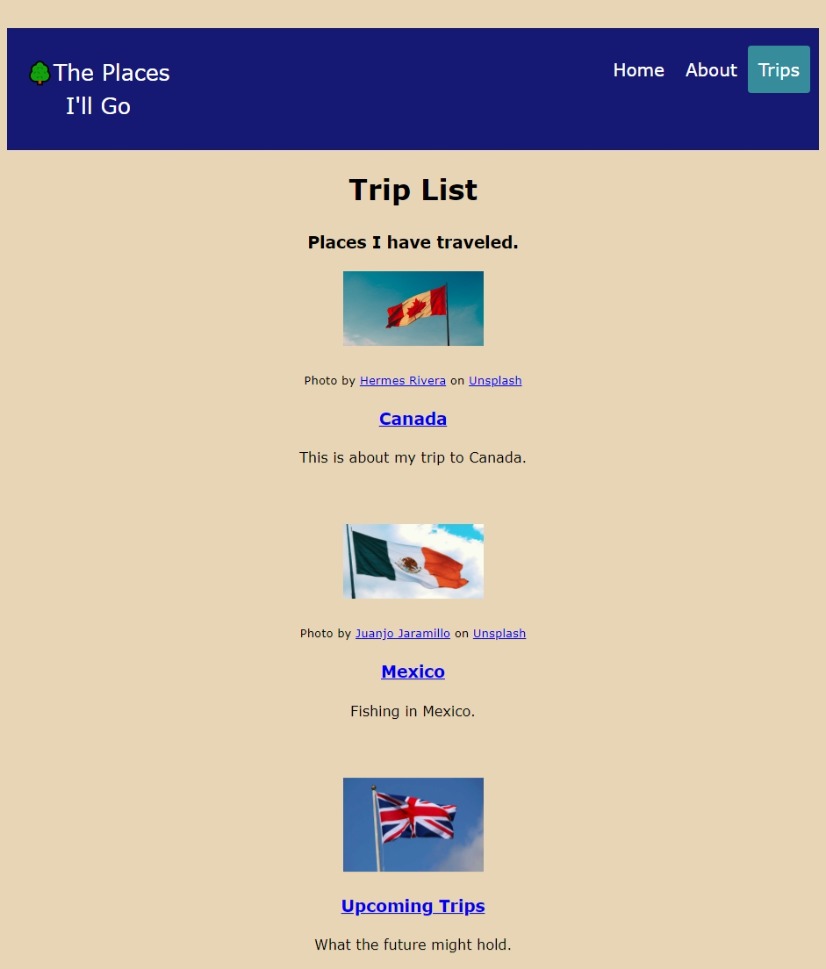 The Places
I'll Go
Home About Trips
Trip List
Places I have traveled.
Photo by Hermes Rivera on Unsplash
Canada
This is about my trip to Canada.
Photo by Juanjo Jaramillo on Unsplash
Mexico
Fishing in Mexico.
Upcoming Trips
What the future might hold.